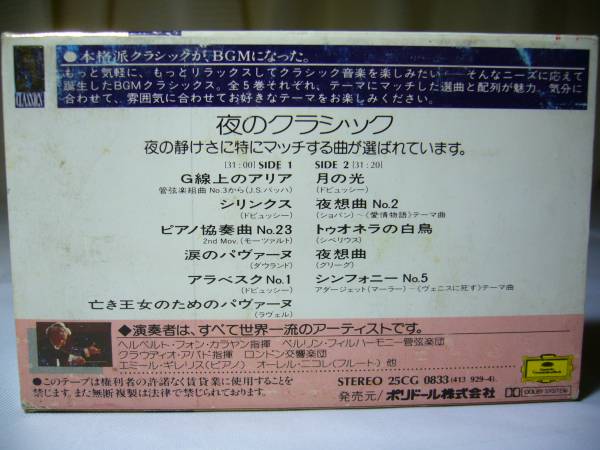 CLASSICS
●本格派クラシックが、BGMになった。
もっと気軽に、もっとリラックスしてクラシック音楽を楽しみたい──そんなニーズに応えて
誕生したBGMクラシックス。全5巻それぞれ、テーマにマッチした選曲と配列が魅力。気分に
合わせて、雰囲気に合わせてお好きなテーマをお楽しみください。
夜のクラシック
夜の静けさに特にマッチする曲が選ばれています。
[31:00] SIDE 1
G線上のアリア
管弦楽組曲 No.3から(J.S.バッハ)
シリンクス
(ドビュッシー)
ピアノ協奏曲 No.23
2nd Mov.(モーツァルト)
涙のパヴァーヌ
(ダウランド)
アラベスク No.1
(ドビュッシー)
亡き王女のためのパヴァーヌ
(ラヴェル)
SIDE 2 [31:20]
月の光
(ドビュッシー)
夜想曲 No.2
(ショパン)〜《愛情物語》テーマ曲
トゥオネラの白鳥
(シベリウス)
夜想曲
(グリーグ)
シンフォニー No.5
アダージェット(マーラー)〜《ヴェニスに死す》テーマ曲
◆演奏者は、すべて世界一流のアーティストです。
ヘルベルト・フォン・カラヤン指揮 ベルリン・フィルハーモニー管弦楽団
クラウディオ・アバド指揮 ロンドン交響楽団
エミール・ギレリス(ピアノ) オーレル・ニコレ(フルート) 他
●このテープは権利者の許諾なく賃貸業に使用することを
禁じます。また無断複製は法律で禁じられております。
STEREO 25CG 0833 (413 929-4)
発売元/ポリドール株式会社
DOLBY SYSTEM